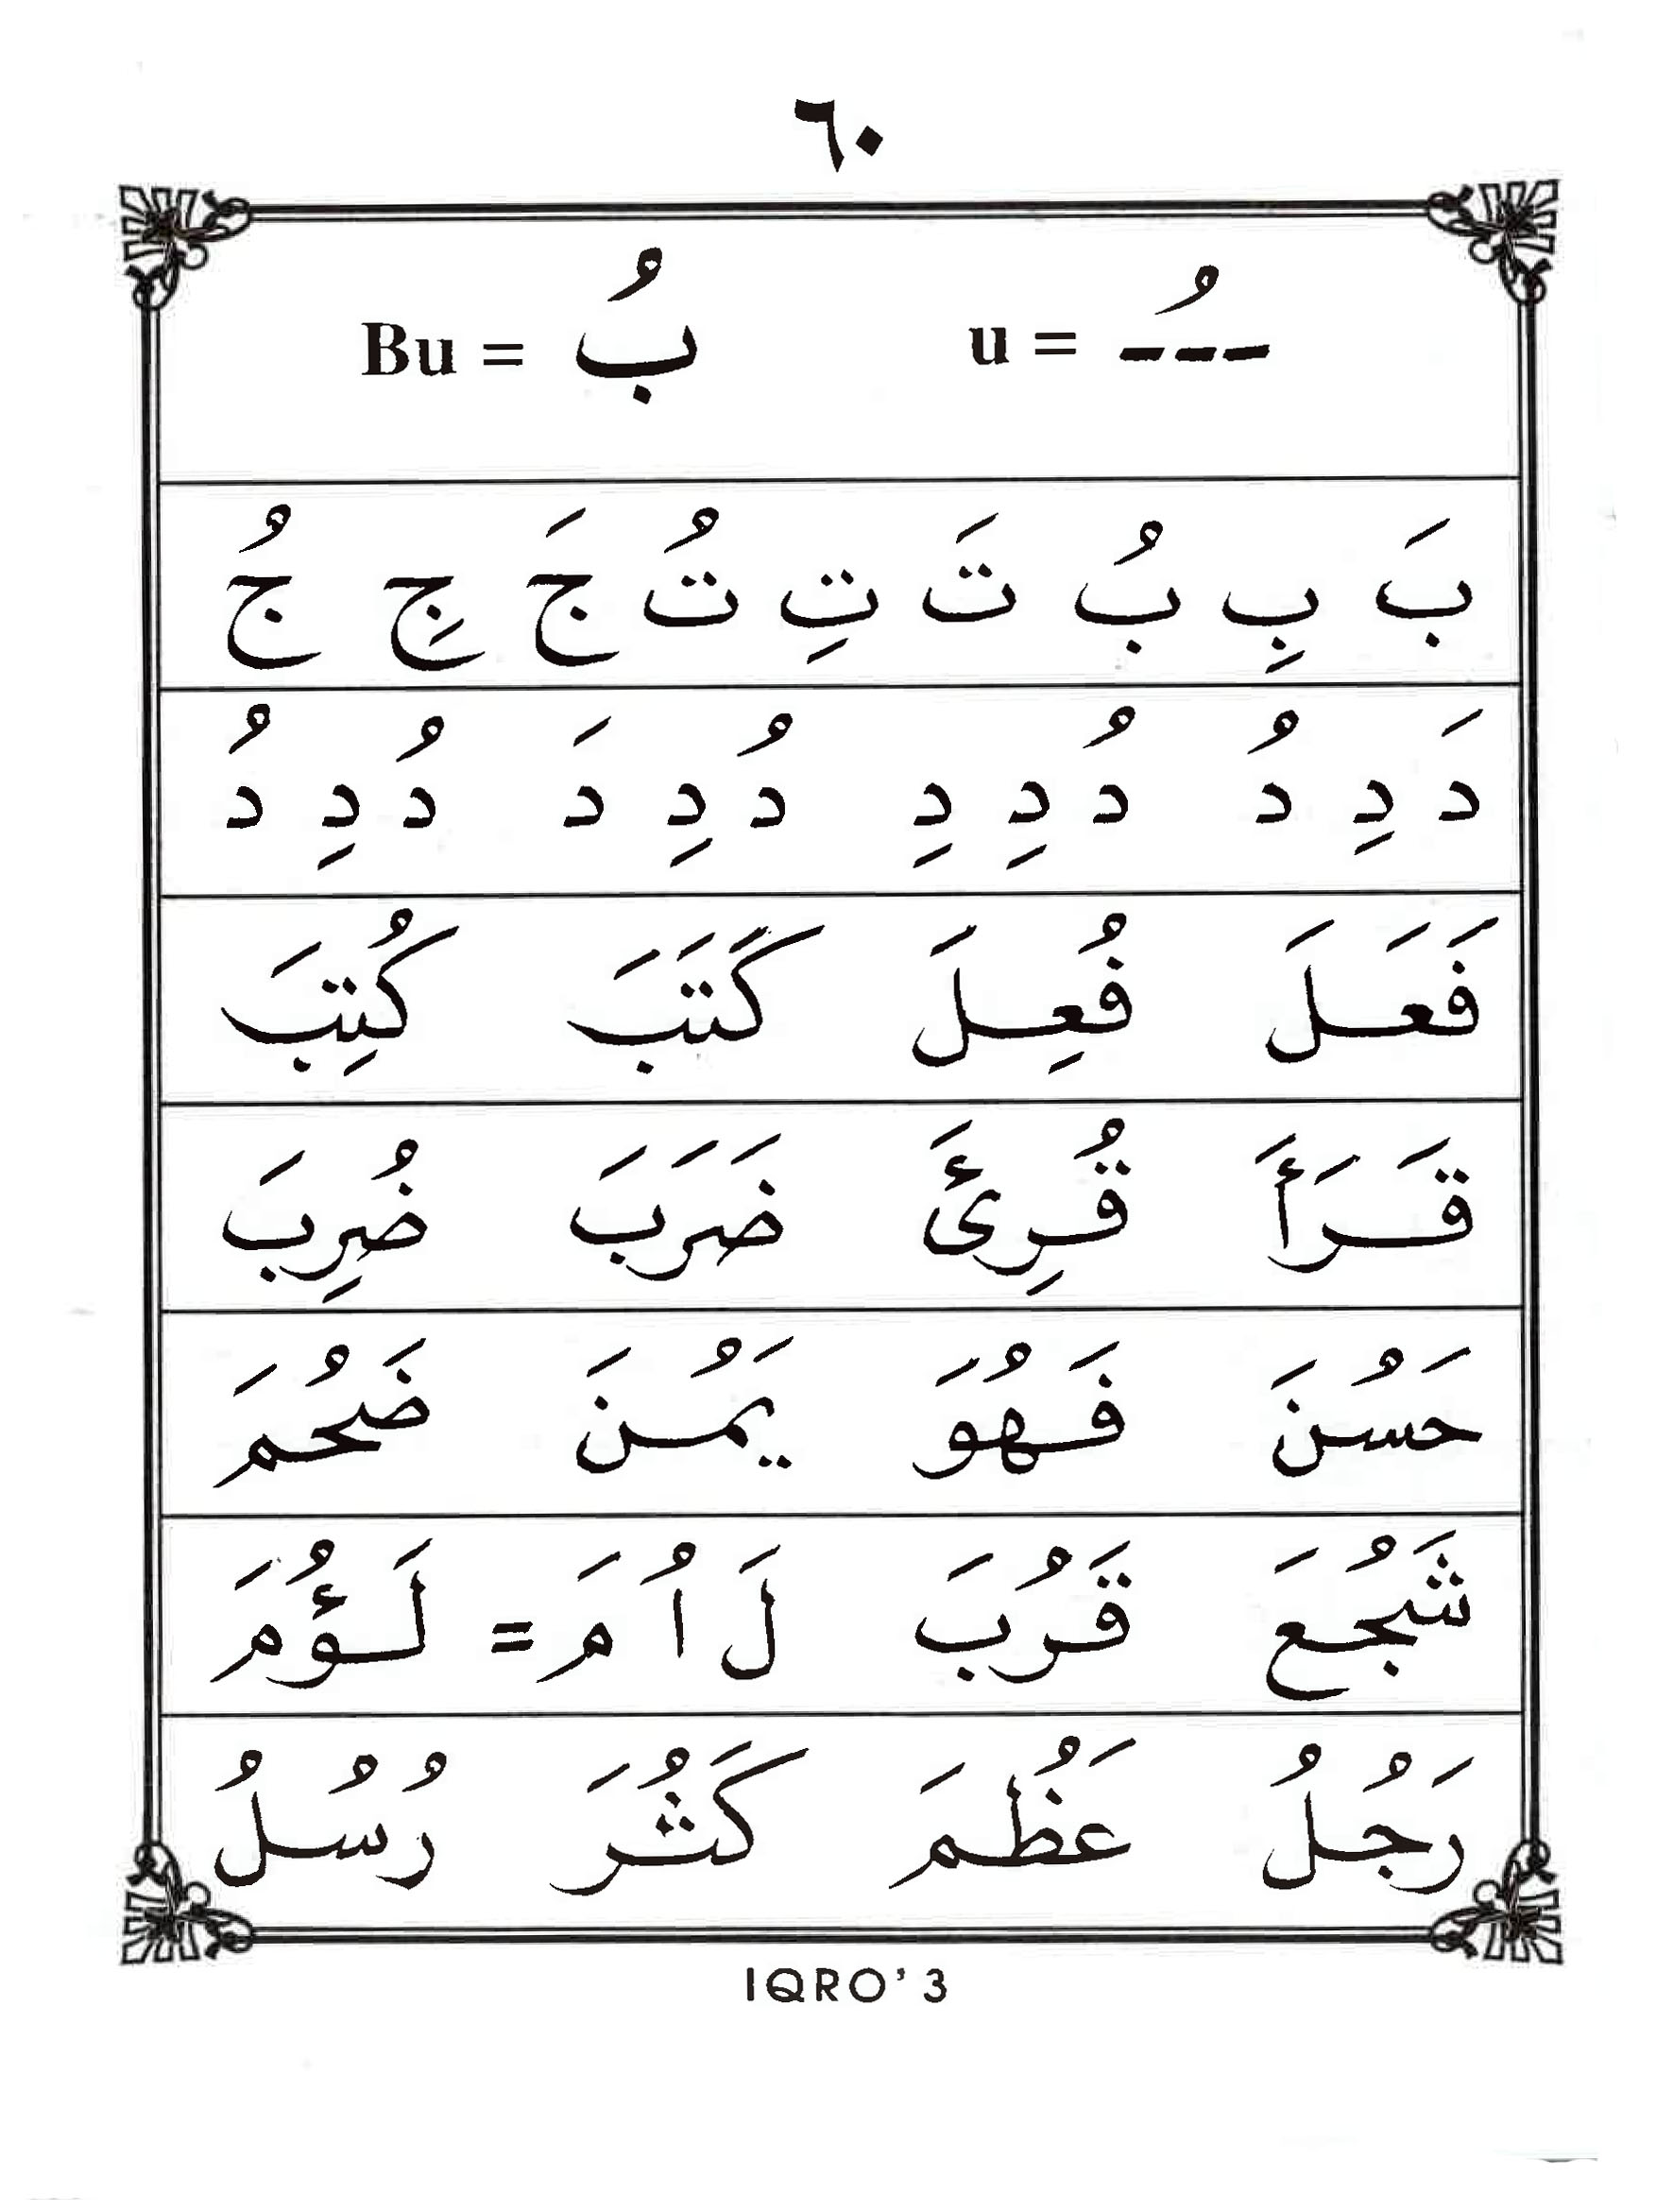 ٦٠
ـُ = u   بُ = Bu
بَ بِ بُ تَ تِ تُ جَ جِ جُ
دَ دِ دُ دُ دِ دِ دُ دِ دَ دُ دِ دُ
فَعَلَ فُعِلَ كَتَبَ كُتِبَ
قَرَأَ قُرِئَ ضَرَبَ ضُرِبَ
حَسُنَ فَهُوَ يَمُنَ ضَحُمَ
شَجُعَ قَرُبَ لَ اُ مَ = لَؤُمَ
رَجُلُ عَظُمَ كَثُرَ رُسُلُ
IQRO' 3